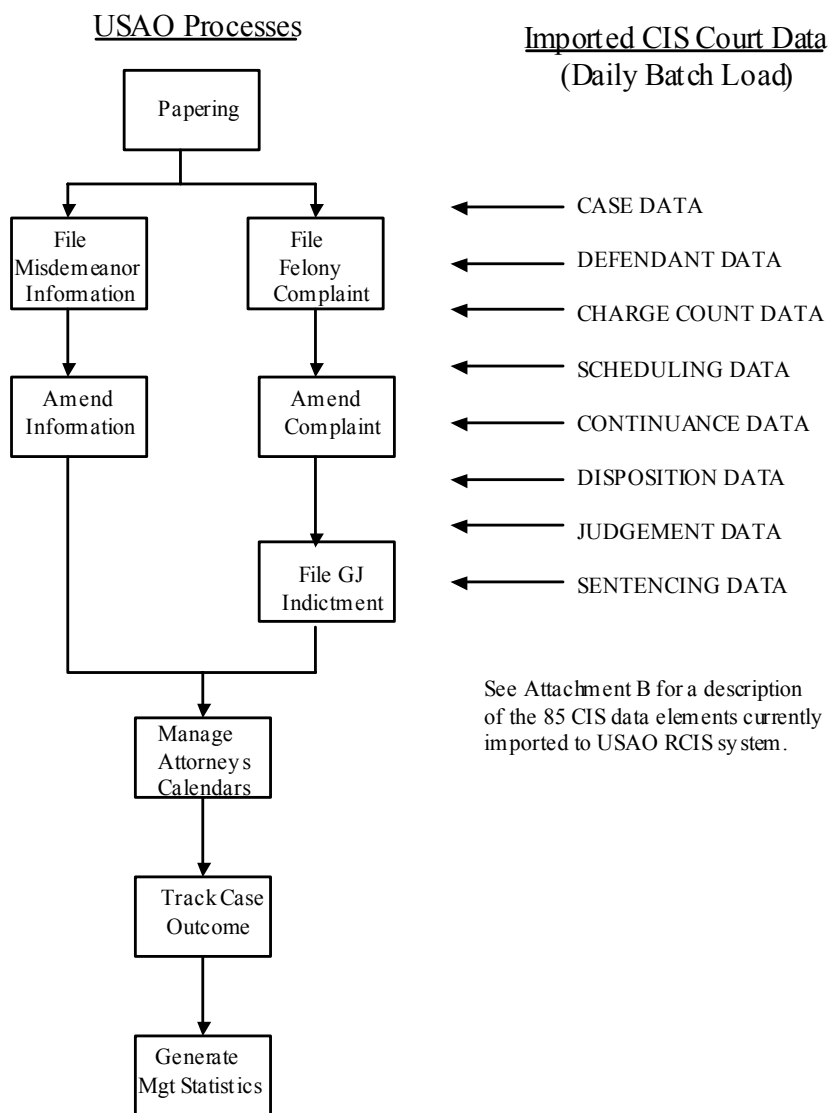 USAO Processes
Imported CIS Court Data
(Daily Batch Load)
Papering
File
Misdemeanor
Information
File
Felony
Complaint
Amend
Information
Amend
Complaint
File GJ
Indictment
Manage
Attorneys
Calendars
Track Case
Outcome
Generate
Mgt Statistics
CASE DATA
DEFENDANT DATA
CHARGE COUNT DATA
SCHEDULING DATA
CONTINUANCE DATA
DISPOSITION DATA
JUDGEMENT DATA
SENTENCING DATA
See Attachment B for a description
of the 85 CIS data elements currently
imported to USAO RCIS system.